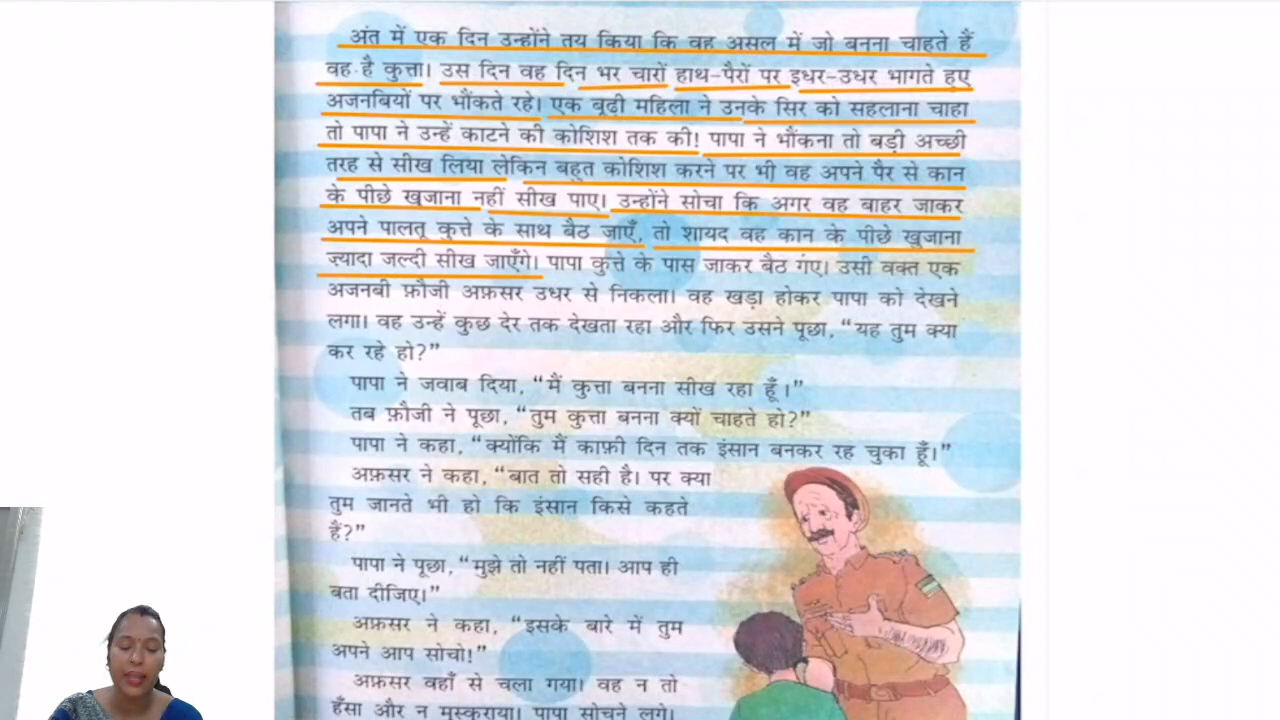 अंत में एक दिन उन्होंने तय किया कि वह असल में जो बनना चाहते हैं
वह है कुत्ता। उस दिन वह दिन भर चारों हाथ-पैरों पर इधर-उधर भागते हुए
अजनबियों पर भौंकते रहे। एक बूढ़ी महिला ने उनके सिर को सहलाना चाहा
तो पापा ने उन्हें काटने की कोशिश तक की! पापा ने भौंकना तो बड़ी अच्छी
तरह से सीख लिया लेकिन बहुत कोशिश करने पर भी वह अपने पैर से कान
के पीछे खुजाना नहीं सीख पाए। उन्होंने सोचा कि अगर वह बाहर जाकर
अपने पालतू कुत्ते के साथ बैठ जाएँ, तो शायद वह कान के पीछे खुजाना
ज़्यादा जल्दी सीख जाएँगे। पापा कुत्ते के पास जाकर बैठ गए। उसी वक्त एक
अजनबी फ़ौजी अफ़सर उधर से निकला। वह खड़ा होकर पापा को देखने
लगा। वह उन्हें कुछ देर तक देखता रहा और फिर उसने पूछा, “यह तुम क्या
कर रहे हो?”
पापा ने जवाब दिया, “मैं कुत्ता बनना सीख रहा हूँ।”
तब फ़ौजी ने पूछा, “तुम कुत्ता बनना क्यों चाहते हो?”
पापा ने कहा, “क्योंकि मैं काफ़ी दिन तक इंसान बनकर रह चुका हूँ।”
अफ़सर ने कहा, “बात तो सही है। पर क्या
तुम जानते भी हो कि इंसान किसे कहते
हैं?”
पापा ने पूछा, “मुझे तो नहीं पता। आप ही
बता दीजिए।”
अफ़सर ने कहा, “इसके बारे में तुम
अपने आप सोचो!”
अफ़सर वहाँ से चला गया। वह न तो
हँसा और न मुस्कराया। पापा सोचने लगे।